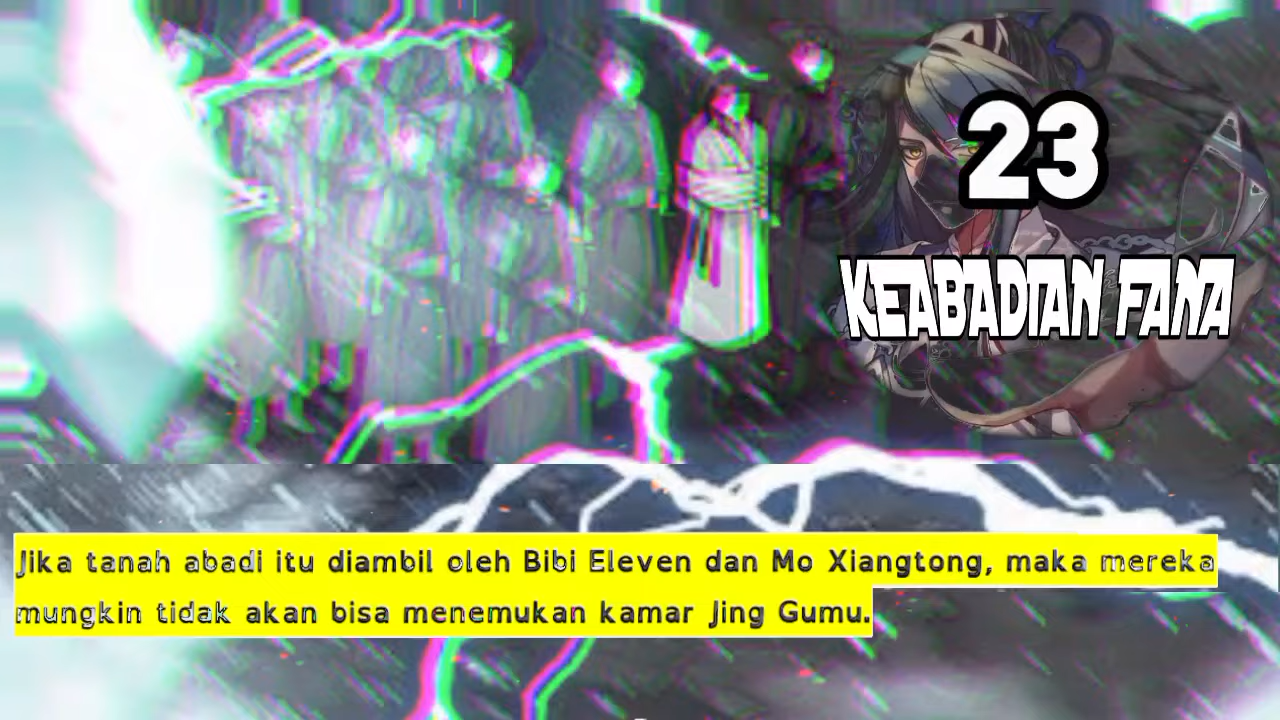 23
KEABADIAN FANA
Jika tanah abadi itu diambil oleh Bibi Eleven dan Mo Xiangtong, maka mereka
mungkin tidak akan bisa menemukan kamar Jing Gumu.